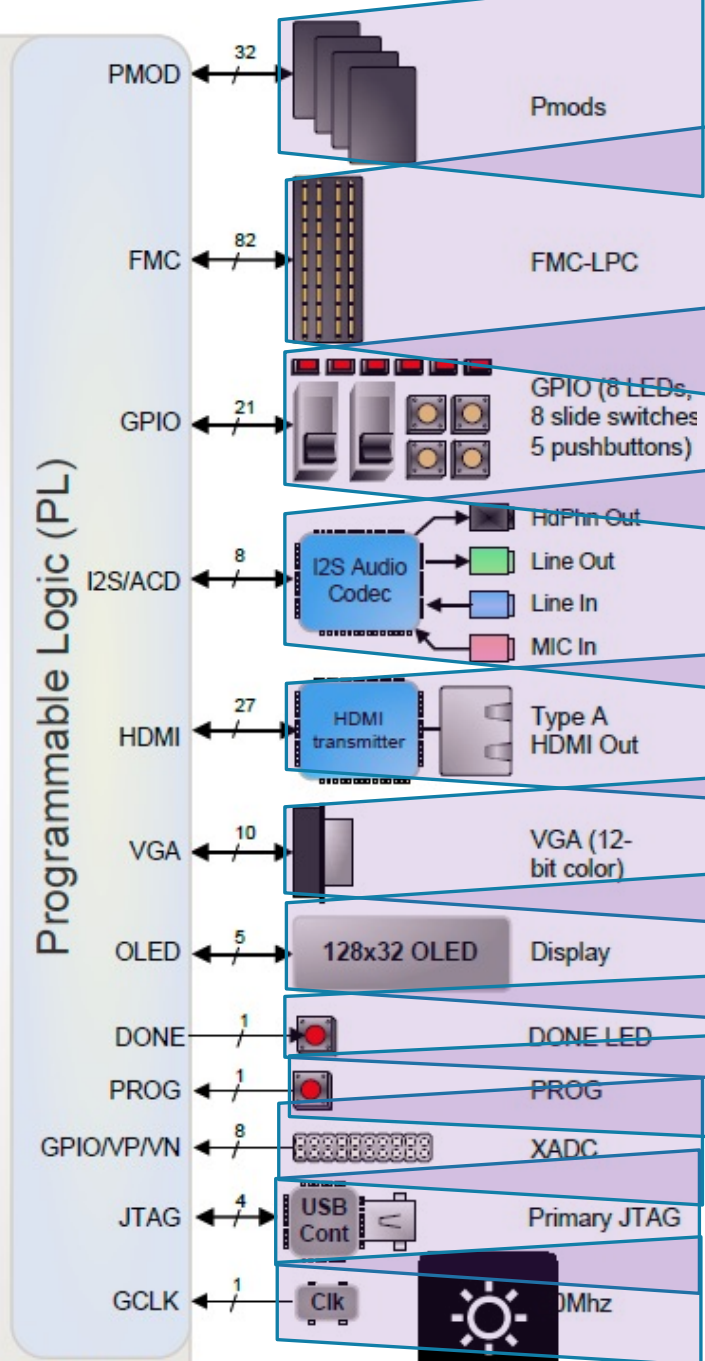 Programmable Logic (PL)
PMOD 32 Pmods
FMC 82 FMC-LPC
GPIO 21 GPIO (8 LEDs,
8 slide switches
5 pushbuttons)
I2S/ACD 8 I2S Audio
Codec
HdPhn Out
Line Out
Line In
MIC In
HDMI 27 HDMI
transmitter
Type A
HDMI Out
VGA 10 VGA (12-
bit color)
OLED 5 128x32 OLED Display
DONE 1 DONE LED
PROG 1 PROG
GPIO/VP/VN 8 XADC
JTAG 4 USB
Cont
Primary JTAG
GCLK 1 Clk 0Mhz